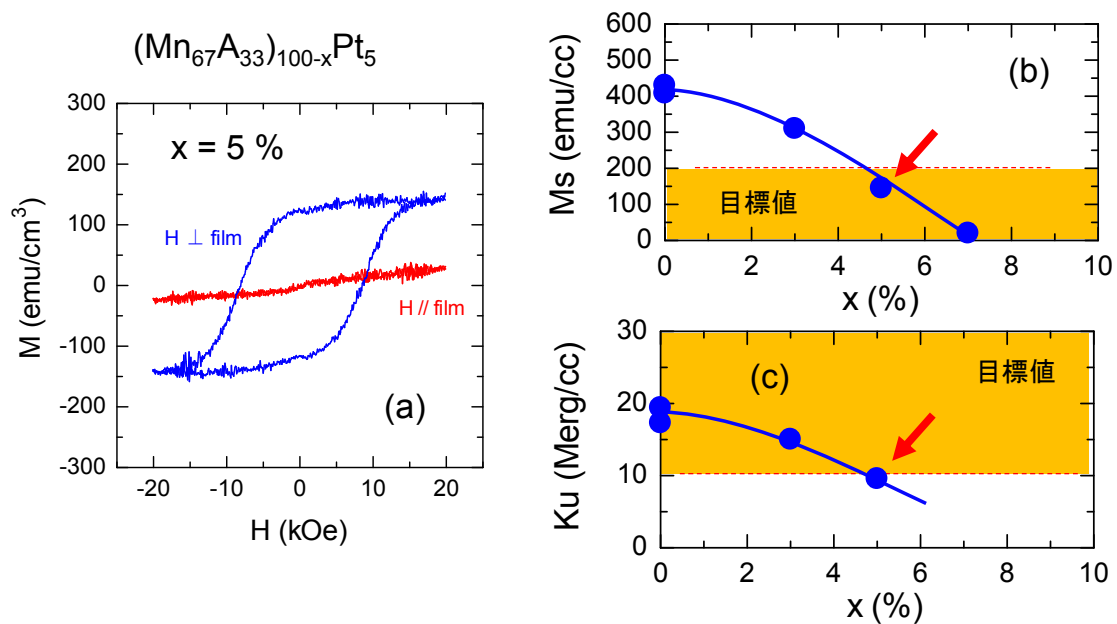 (Mn67A33)100-xPt5
300
200
100
0
-100
-200
-300
M (emu/cm3)
x = 5 %
H ⊥ film
H // film
(a)
-20 -10 0 10 20
H (kOe)
600
500
400
300
200
100
0
Ms (emu/cc)
(b)
目標値
0 2 4 6 8 10
x (%)
30
20
10
0
Ku (Merg/cc)
(c)
目標値
0 2 4 6 8 10
x (%)